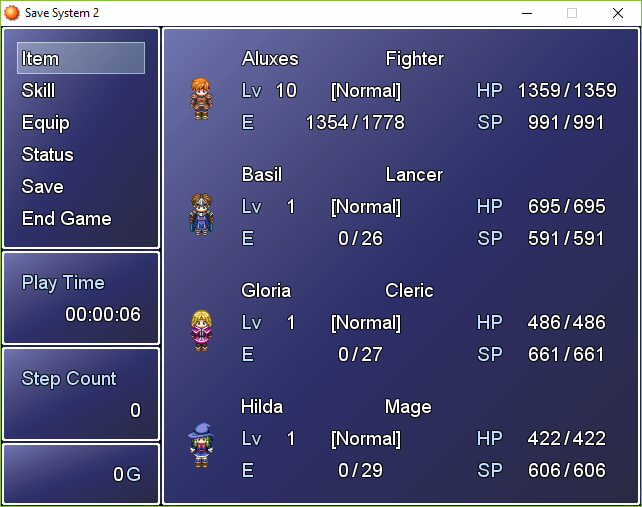 Save System 2
Item
Skill
Equip
Status
Save
End Game
Play Time
00:00:06
Step Count
0
0G
Aluxes Fighter
Lv 10 [Normal] HP 1359/1359
E 1354/1778 SP 991/991
Basil Lancer
Lv 1 [Normal] HP 695/695
E 0/26 SP 591/591
Gloria Cleric
Lv 1 [Normal] HP 486/486
E 0/27 SP 661/661
Hilda Mage
Lv 1 [Normal] HP 422/422
E 0/29 SP 606/606